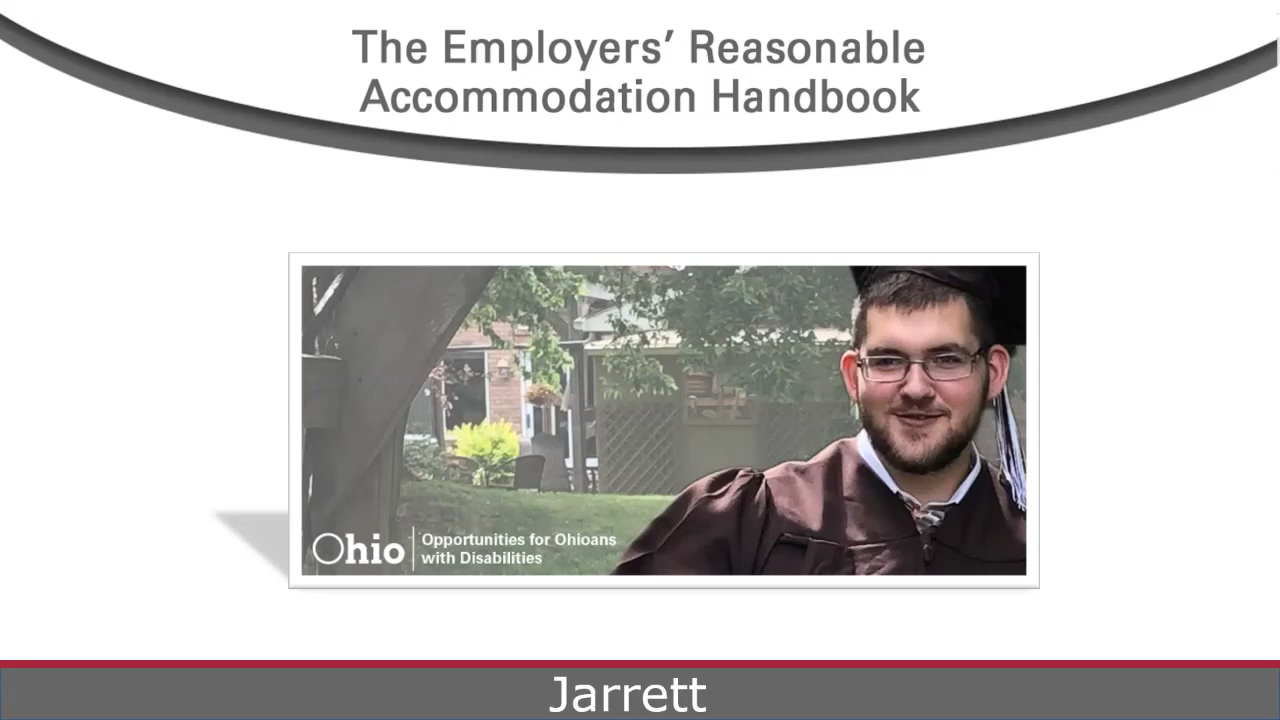 The Employers’ Reasonable
Accommodation Handbook
Ohio
Opportunities for Ohioans
with Disabilities
Jarrett